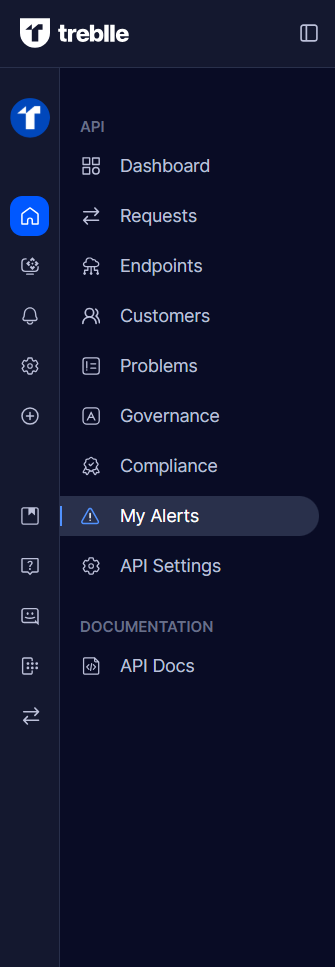 treblle
API
Dashboard
Requests
Endpoints
Customers
Problems
Governance
Compliance
My Alerts
API Settings
DOCUMENTATION
API Docs